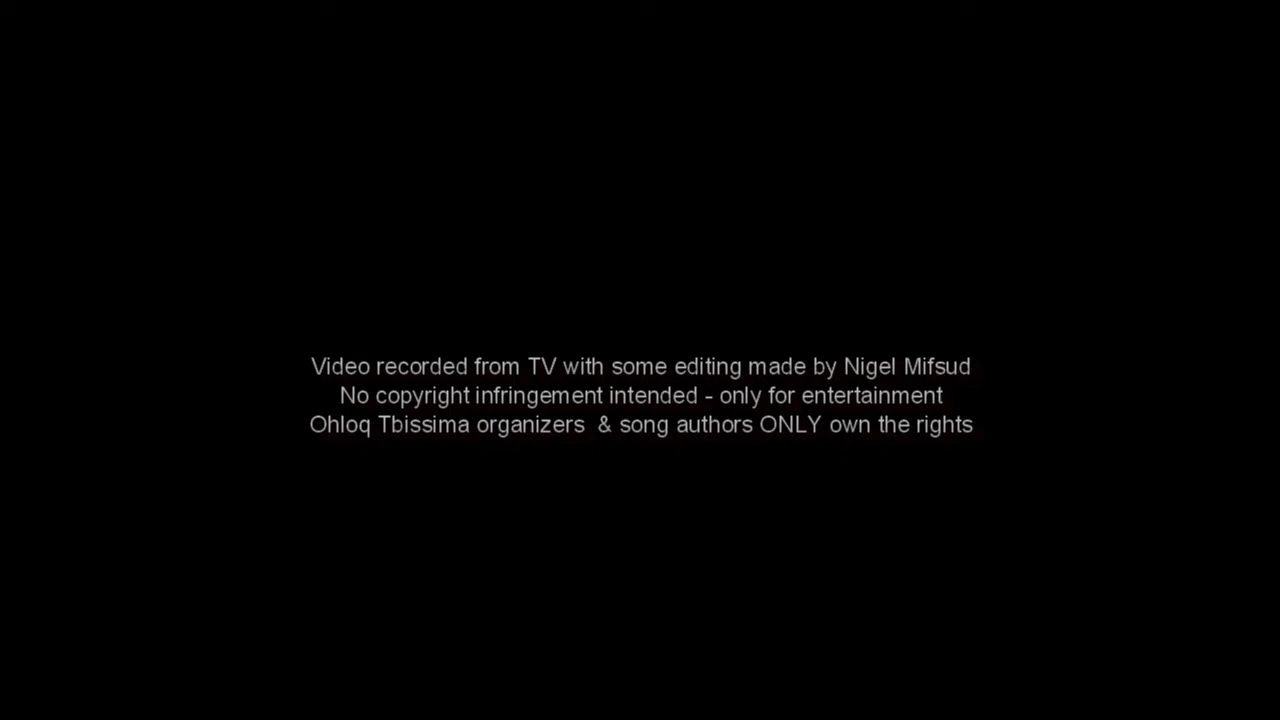 Video recorded from TV with some editing made by Nigel Mifsud
No copyright infringement intended - only for entertainment
Ohloq Tbissima organizers & song authors ONLY own the rights